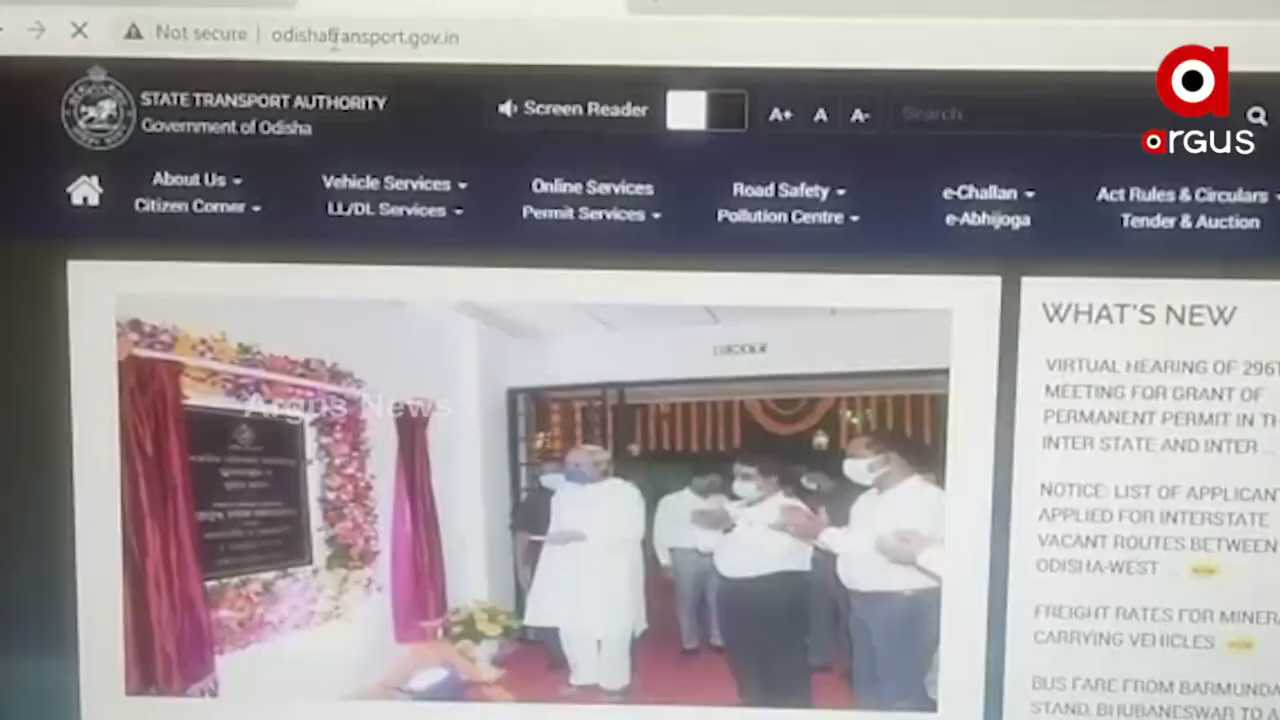 Not secure | odishatransport.gov.in
STATE TRANSPORT AUTHORITY
Government of Odisha
Screen Reader
A+ A A-
Search
argus
About Us
Vehicle Services
Online Services
Road Safety
e-Challan
Act Rules & Circulars
Citizen Corner
LL/DL Services
Permit Services
Pollution Centre
e-Abhijoga
Tender & Auction
Argus News
WHAT'S NEW
VIRTUAL HEARING OF 296T
MEETING FOR GRANT OF
PERMANENT PERMIT IN TH
INTER STATE AND INTER ...
NOTICE: LIST OF APPLICANT
APPLIED FOR INTERSTATE
VACANT ROUTES BETWEEN
ODISHA-WEST ...
FREIGHT RATES FOR MINERA
CARRYING VEHICLES
BUS FARE FROM BARMUNDA
STAND, BHUBANESWAR TO A